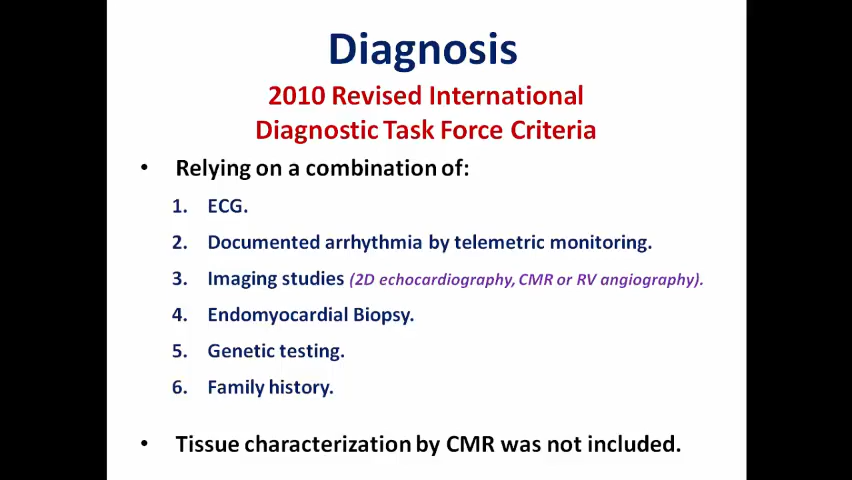 Diagnosis
2010 Revised International
Diagnostic Task Force Criteria
• Relying on a combination of:
1. ECG.
2. Documented arrhythmia by telemetric monitoring.
3. Imaging studies (2D echocardiography, CMR or RV angiography).
4. Endomyocardial Biopsy.
5. Genetic testing.
6. Family history.
• Tissue characterization by CMR was not included.